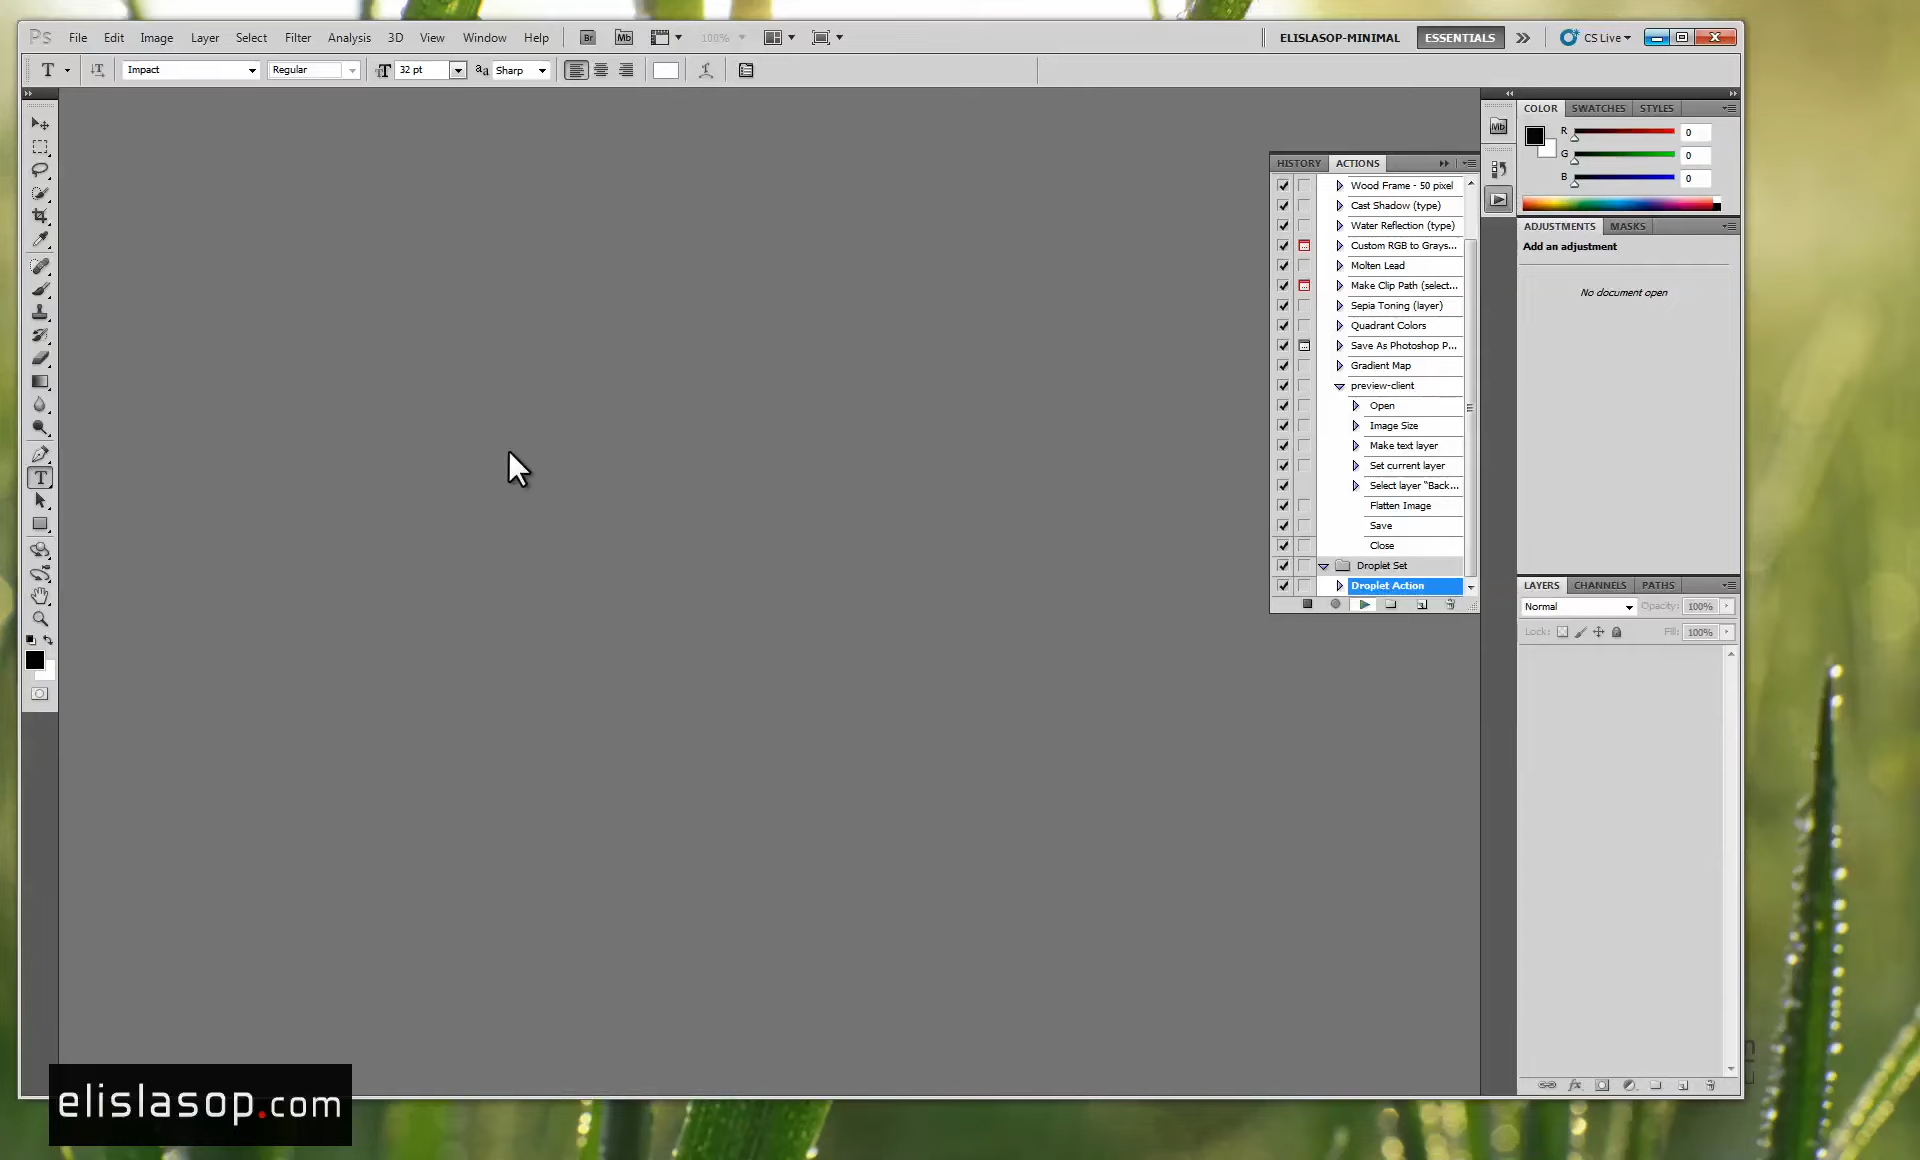 Ps File Edit Image Layer Select Filter Analysis 3D View Window Help Br Mb 100% ELISLASOP-MINIMAL ESSENTIALS CS Live
T Impact Regular 32 pt Sharp
COLOR SWATCHES STYLES
R 0
G 0
B 0
Mb
HISTORY ACTIONS
Wood Frame - 50 pixel
Cast Shadow (type)
Water Reflection (type)
Custom RGB to Grays...
Molten Lead
Make Clip Path (select...
Sepia Toning (layer)
Quadrant Colors
Save As Photoshop P...
Gradient Map
preview-client
Open
Image Size
Make text layer
Set current layer
Select layer "Back...
Flatten Image
Save
Close
Droplet Set
Droplet Action
ADJUSTMENTS MASKS
Add an adjustment
No document open
LAYERS CHANNELS PATHS
Normal Opacity: 100%
Lock: Fill: 100%
elislasop.com